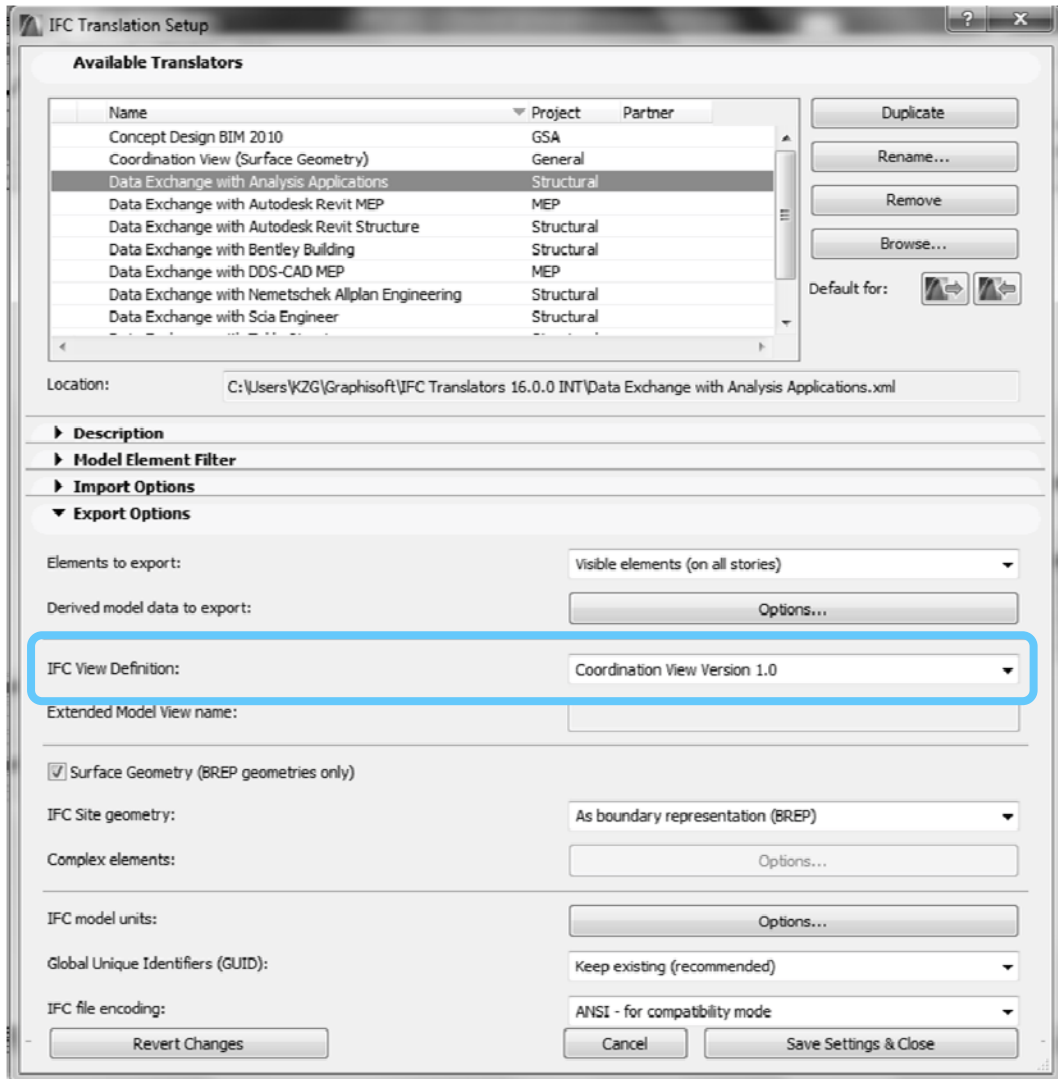 IFC Translation Setup
Available Translators
Name Project Partner
Concept Design BIM 2010 GSA
Coordination View (Surface Geometry) General
Data Exchange with Analysis Applications Structural
Data Exchange with Autodesk Revit MEP MEP
Data Exchange with Autodesk Revit Structure Structural
Data Exchange with Bentley Building Structural
Data Exchange with DDS-CAD MEP MEP
Data Exchange with Nemetschek Allplan Engineering Structural
Data Exchange with Scia Engineer Structural
Duplicate
Rename...
Remove
Browse...
Default for:
Location: C:\Users\KZG\Graphisoft\IFC Translators 16.0.0 INT\Data Exchange with Analysis Applications.xml
Description
Model Element Filter
Import Options
Export Options
Elements to export: Visible elements (on all stories)
Derived model data to export: Options...
IFC View Definition: Coordination View Version 1.0
Extended Model View name:
Surface Geometry (BREP geometries only)
IFC Site geometry: As boundary representation (BREP)
Complex elements: Options...
IFC model units: Options...
Global Unique Identifiers (GUID): Keep existing (recommended)
IFC file encoding: ANSI - for compatibility mode
Revert Changes Cancel Save Settings & Close